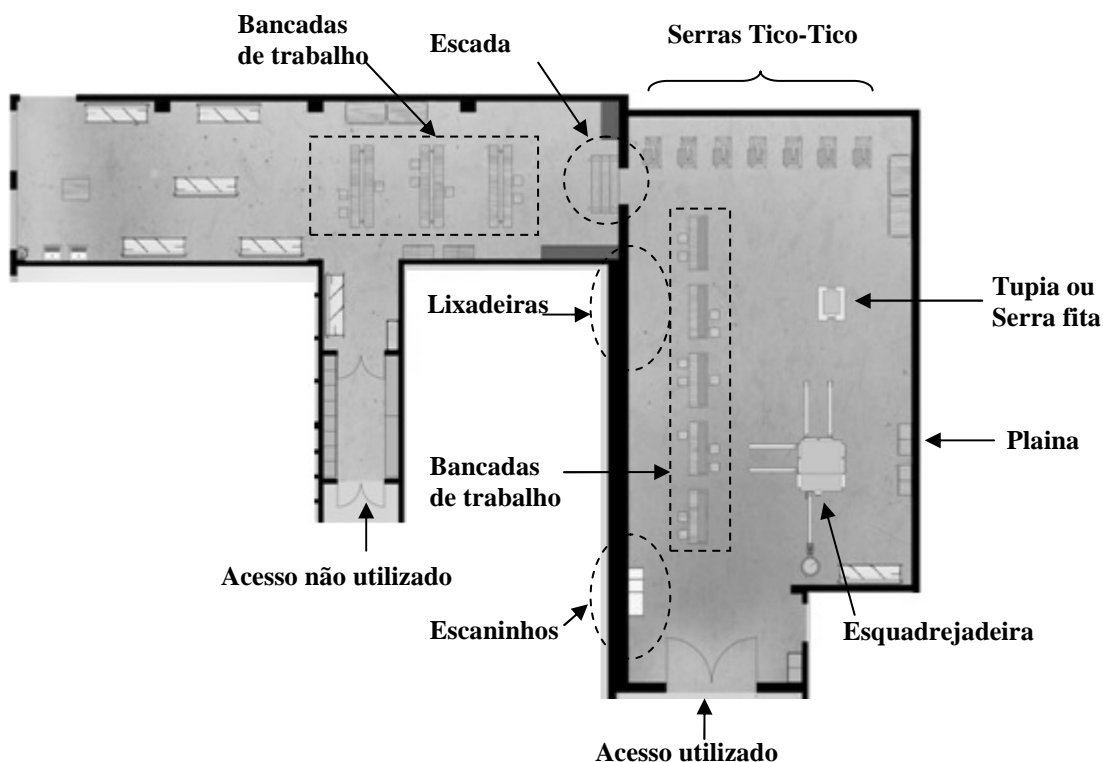 Bancadas
de trabalho
Escada
Serras Tico-Tico
Lixadeiras
Tupia ou
Serra fita
Bancadas
de trabalho
Plaina
Acesso não utilizado
Escaninhos
Esquadrejadeira
Acesso utilizado